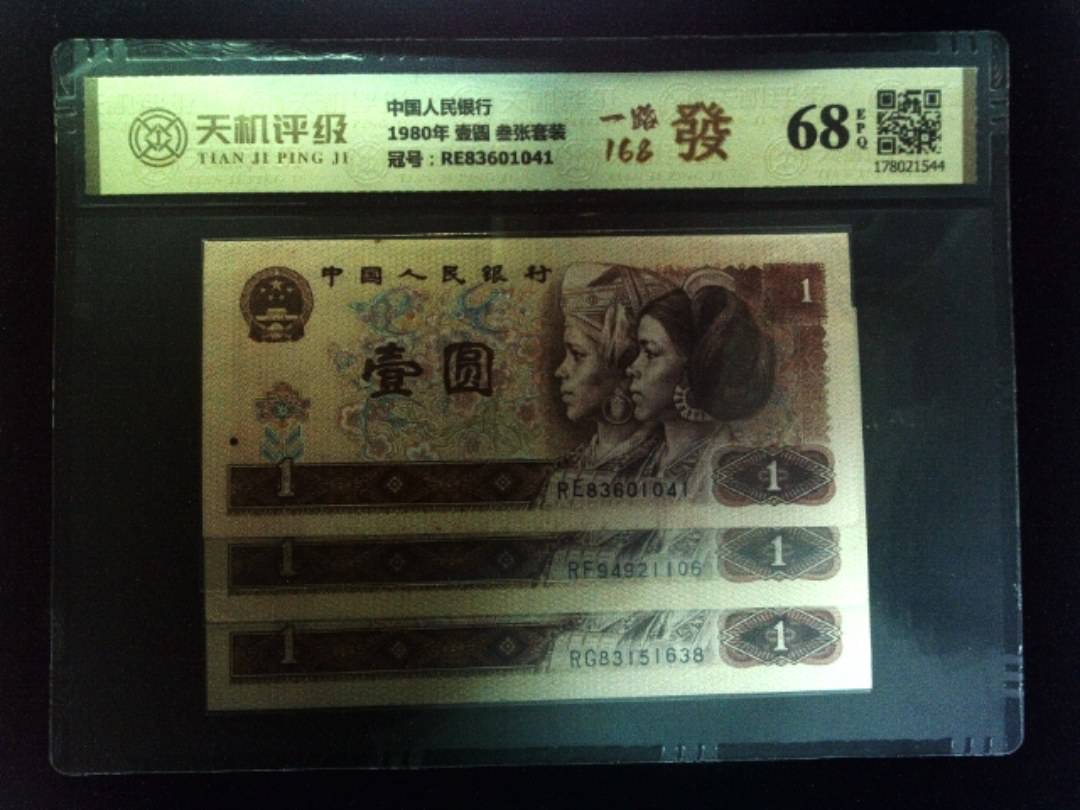 天机评级
TIAN JI PING JI
中国人民银行
1980年 壹圆 叁张套装
冠号：RE83601041
一路
168
發
68
EPQ
178021544
中国人民银行
1
壹圆
1
RE83601041
1
1
RF94921106
1
1
RG83151638
1